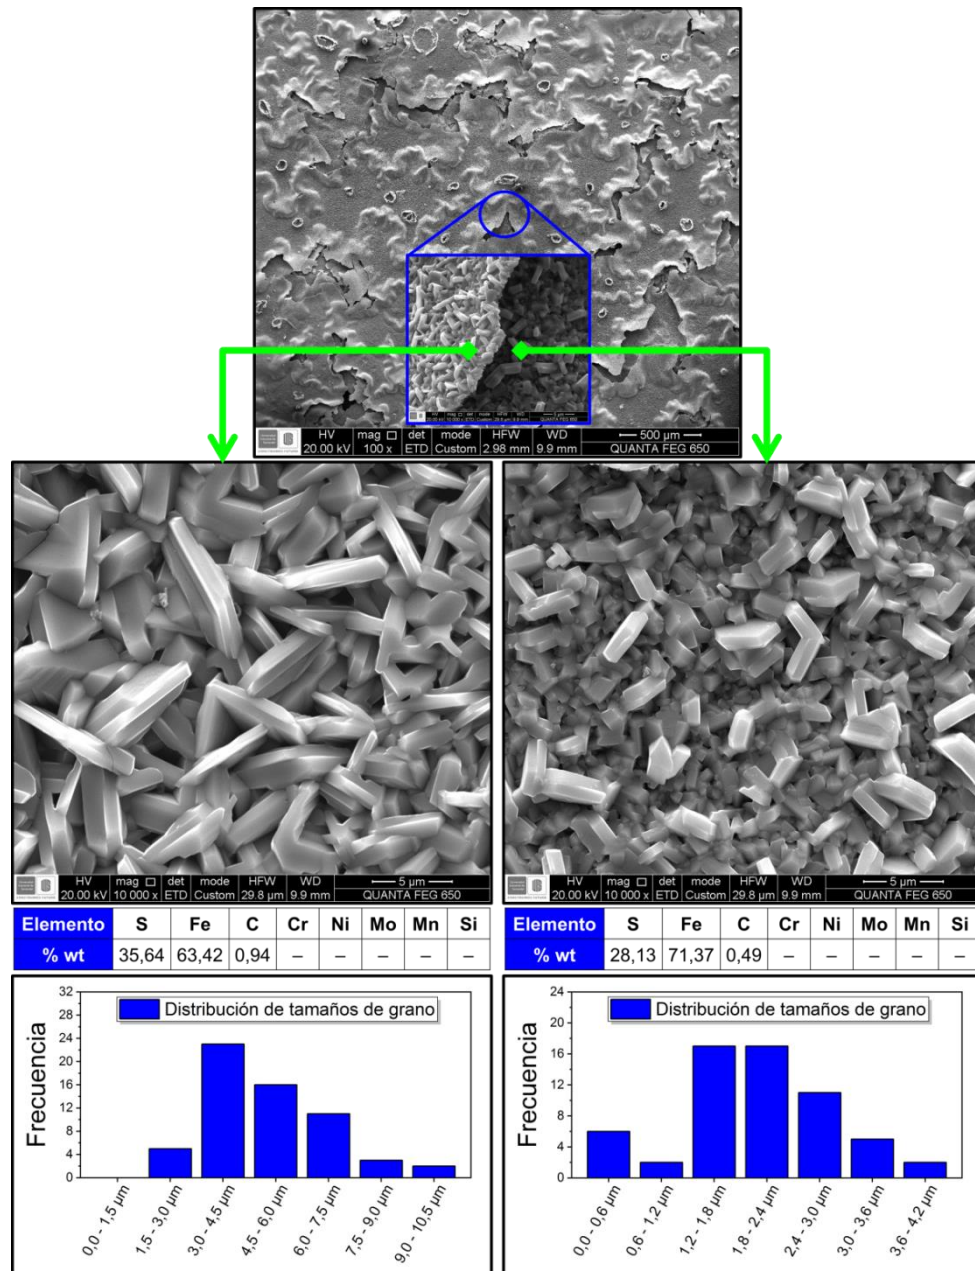 HV mag □ det mode HFW WD 500 µm
20.00 kV 100 x ETD Custom 2.98 mm 9.9 mm QUANTA FEG 650
HV mag □ det mode HFW WD 5 µm
20.00 kV 10 000 x ETD Custom 29.8 µm 9.9 mm QUANTA FEG 650
HV mag □ det mode HFW WD 5 µm
20.00 kV 10 000 x ETD Custom 29.8 µm 9.9 mm QUANTA FEG 650
Elemento S Fe C Cr Ni Mo Mn Si
% wt 35,64 63,42 0,94 – – – – –
Elemento S Fe C Cr Ni Mo Mn Si
% wt 28,13 71,37 0,49 – – – – –
Distribución de tamaños de grano
Frecuencia
32
28
24
20
16
12
8
4
0
0,0 - 1,5 µm
1,5 - 3,0 µm
3,0 - 4,5 µm
4,5 - 6,0 µm
6,0 - 7,5 µm
7,5 - 9,0 µm
9,0 - 10,5 µm
Distribución de tamaños de grano
Frecuencia
24
20
16
12
8
4
0
0,0 - 0,6 µm
0,6 - 1,2 µm
1,2 - 1,8 µm
1,8 - 2,4 µm
2,4 - 3,0 µm
3,0 - 3,6 µm
3,6 - 4,2 µm